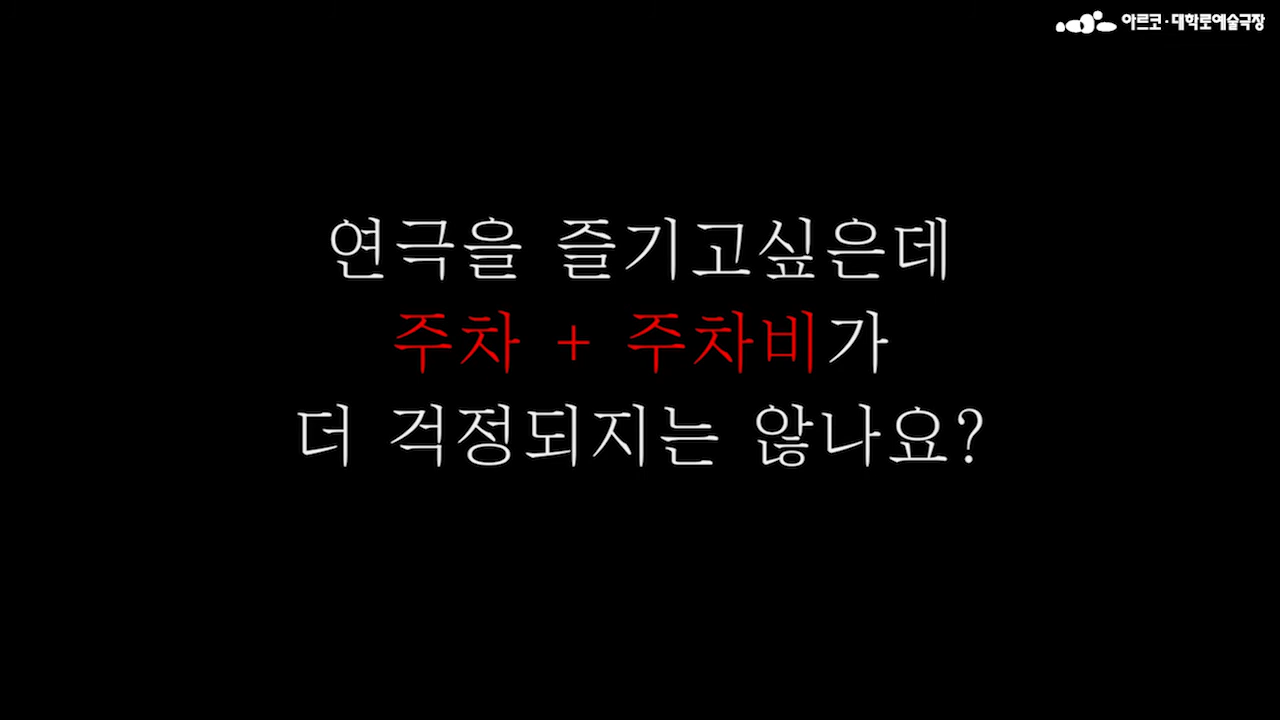 아르코·대학로예술극장
연극을 즐기고싶은데
주차 + 주차비가
더 걱정되지는 않나요?